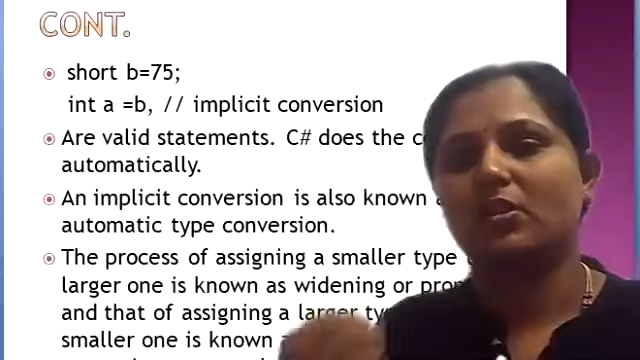 CONT.
short b=75;
int a =b, // implicit conversion
Are valid statements. C# does the
automatically.
An implicit conversion is also known
automatic type conversion.
The process of assigning a smaller type
larger one is known as widening or
and that of assigning a larger
smaller one is known